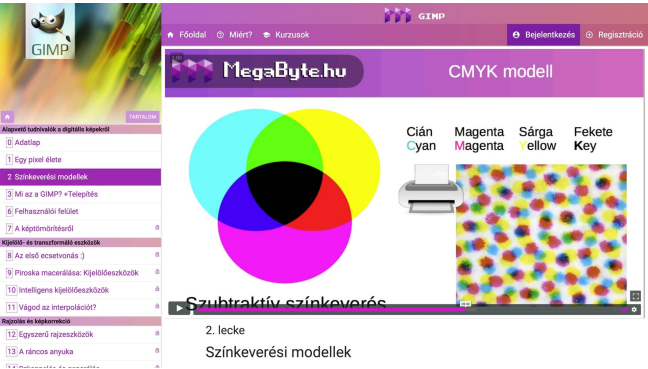 GIMP
GIMP
Főoldal
Miért?
Kurzusok
Bejelentkezés
Regisztráció
TARTALOM
Alapvető tudnivalók a digitális képekről
0 Adatlap
1 Egy pixel élete
2 Színkeverési modellek
3 Mi az a GIMP? +Telepítés
6 Felhasználói felület
7 A képtömörítésről
Kijelölő- és transzformáló eszközök
8 Az első ecsetvonás :)
9 Piroska macerálása: Kijelölőeszközök
10 Intelligens kijelölőeszközök
11 Vágod az interpolációt?
Rajzolás és képkorrekció
12 Egyszerű rajzeszközök
13 A ráncos anyuka
MegaByte.hu
CMYK modell
Cián Magenta Sárga Fekete
Cyan Magenta Yellow Key
Szubtraktív színkeverés
2. lecke
Színkeverési modellek